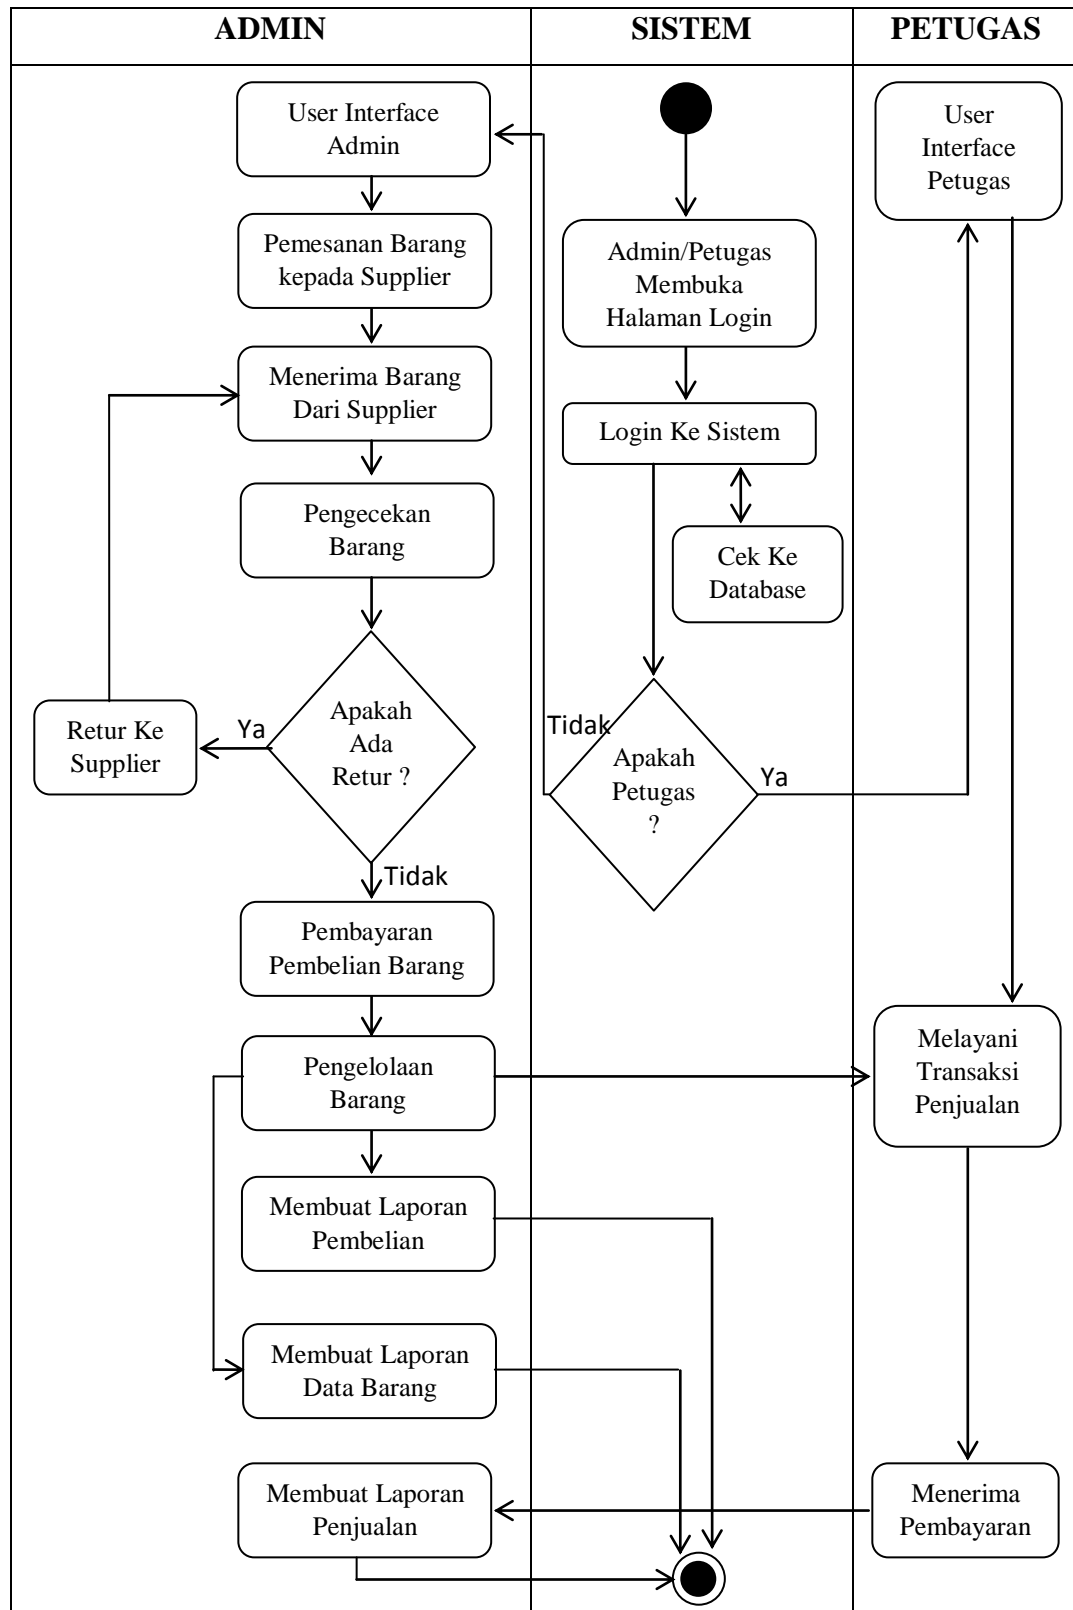 ADMIN
SISTEM
PETUGAS
User Interface
Admin
Pemesanan Barang
kepada Supplier
Menerima Barang
Dari Supplier
Pengecekan
Barang
Apakah
Ada
Retur ?
Ya
Retur Ke
Supplier
Tidak
Pembayaran
Pembelian Barang
Pengelolaan
Barang
Membuat Laporan
Pembelian
Membuat Laporan
Data Barang
Membuat Laporan
Penjualan
Admin/Petugas
Membuka
Halaman Login
Login Ke Sistem
Cek Ke
Database
Tidak
Apakah
Petugas
?
Ya
User
Interface
Petugas
Melayani
Transaksi
Penjualan
Menerima
Pembayaran